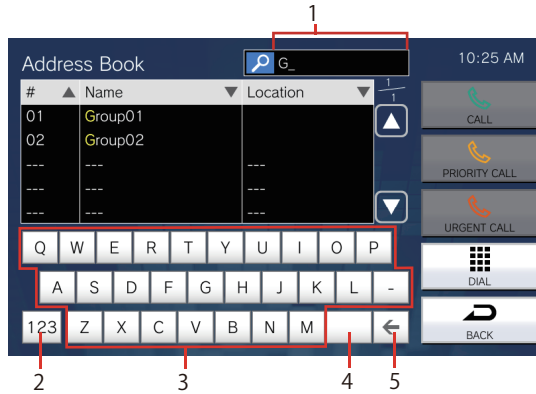 1
Address Book
G_
10:25 AM
# Name Location
1/1
01 Group01
02 Group02
--- --- ---
--- --- ---
--- --- ---
CALL
PRIORITY CALL
URGENT CALL
DIAL
BACK
Q W E R T Y U I O P
A S D F G H J K L -
123 Z X C V B N M
2 3 4 5